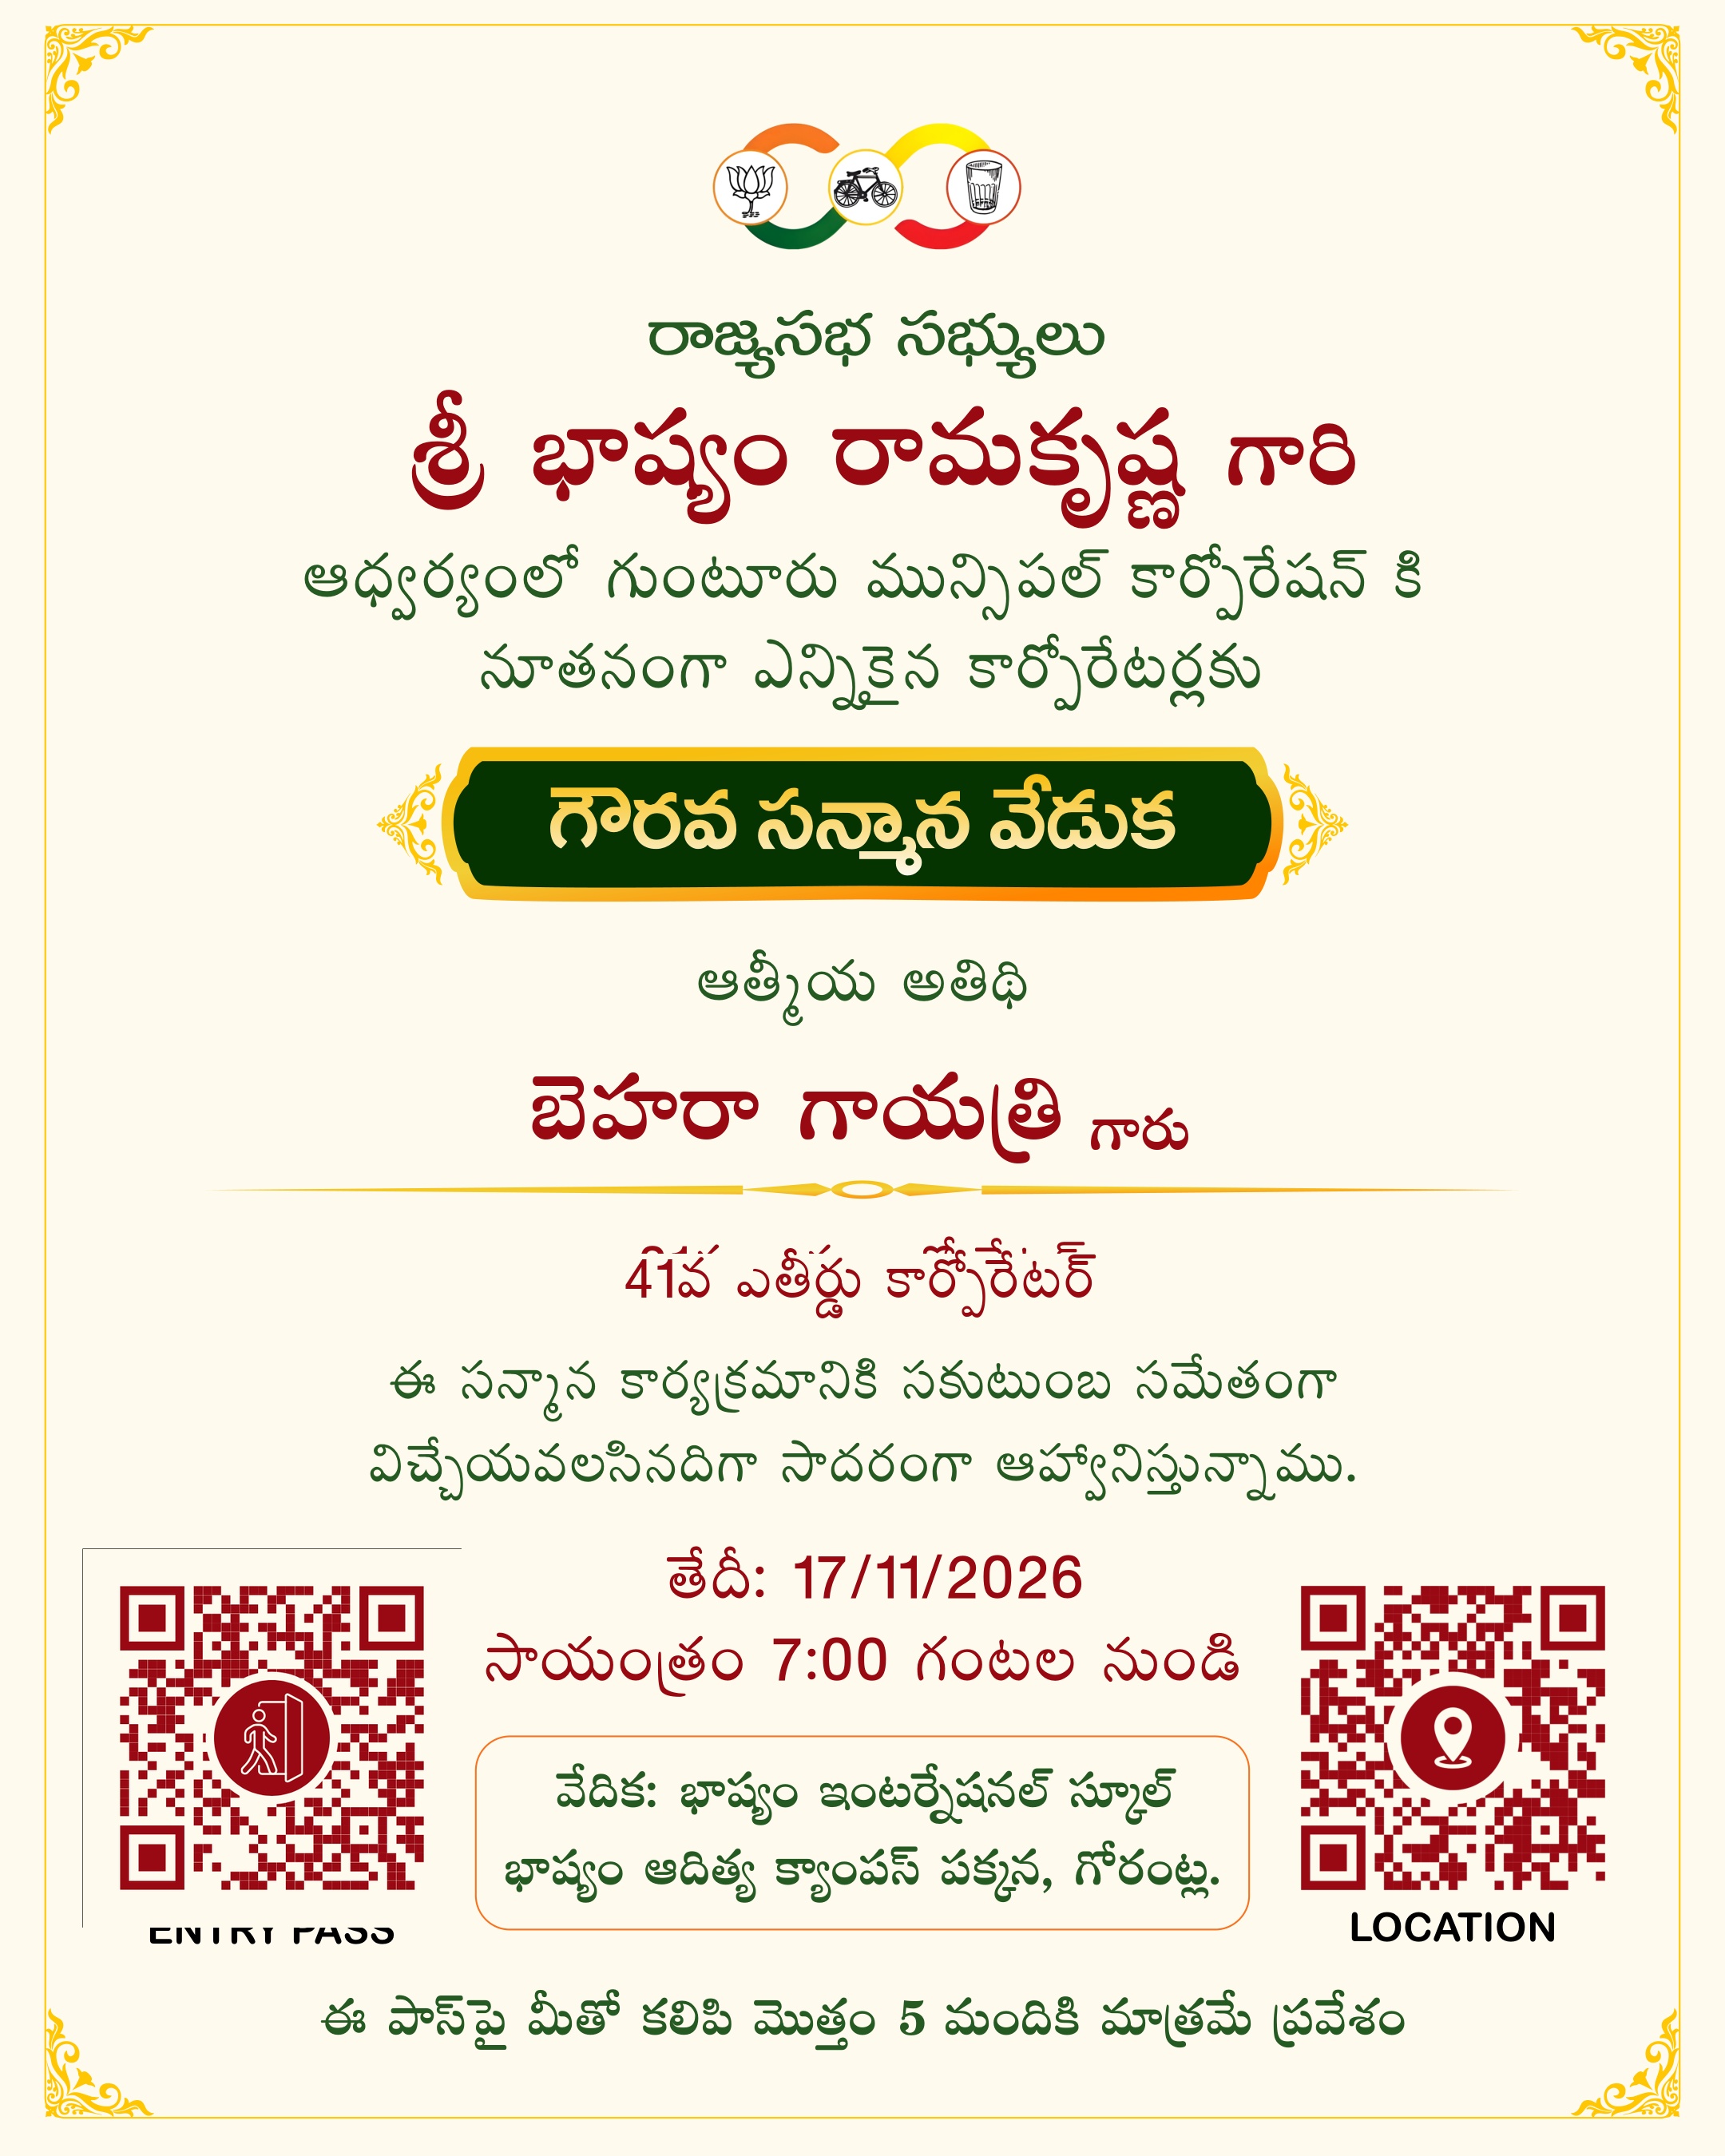 రాజ్యసభ సభ్యులు
శ్రీ భాష్యం రామకృష్ణ గారి
ఆధ్వర్యంలో గుంటూరు మున్సిపల్ కార్పోరేషన్ కి
నూతనంగా ఎన్నికైన కార్పోరేటర్లకు
గౌరవ సన్మాన వేడుక
ఆత్మీయ అతిథి
బెహరా గాయత్రి గారు
41వ ఎతీర్డు కార్పోరేటర్
ఈ సన్మాన కార్యక్రమానికి సకుటుంబ సమేతంగా
విచ్చేయవలసినదిగా సాదరంగా ఆహ్వానిస్తున్నాము.
తేదీ: 17/11/2026
సాయంత్రం 7:00 గంటల నుండి
వేదిక: భాష్యం ఇంటర్నేషనల్ స్కూల్
భాష్యం ఆదిత్య క్యాంపస్ పక్కన, గోరంట్ల.
ENTRY PASS
LOCATION
ఈ పాస్‌పై మీతో కలిపి మొత్తం 5 మందికి మాత్రమే ప్రవేశం